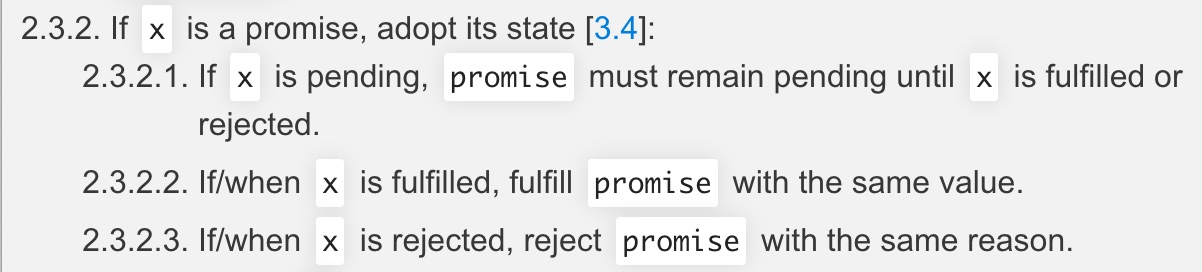 2.3.2. If x is a promise, adopt its state [3.4]:
2.3.2.1. If x is pending, promise must remain pending until x is fulfilled or
rejected.
2.3.2.2. If/when x is fulfilled, fulfill promise with the same value.
2.3.2.3. If/when x is rejected, reject promise with the same reason.